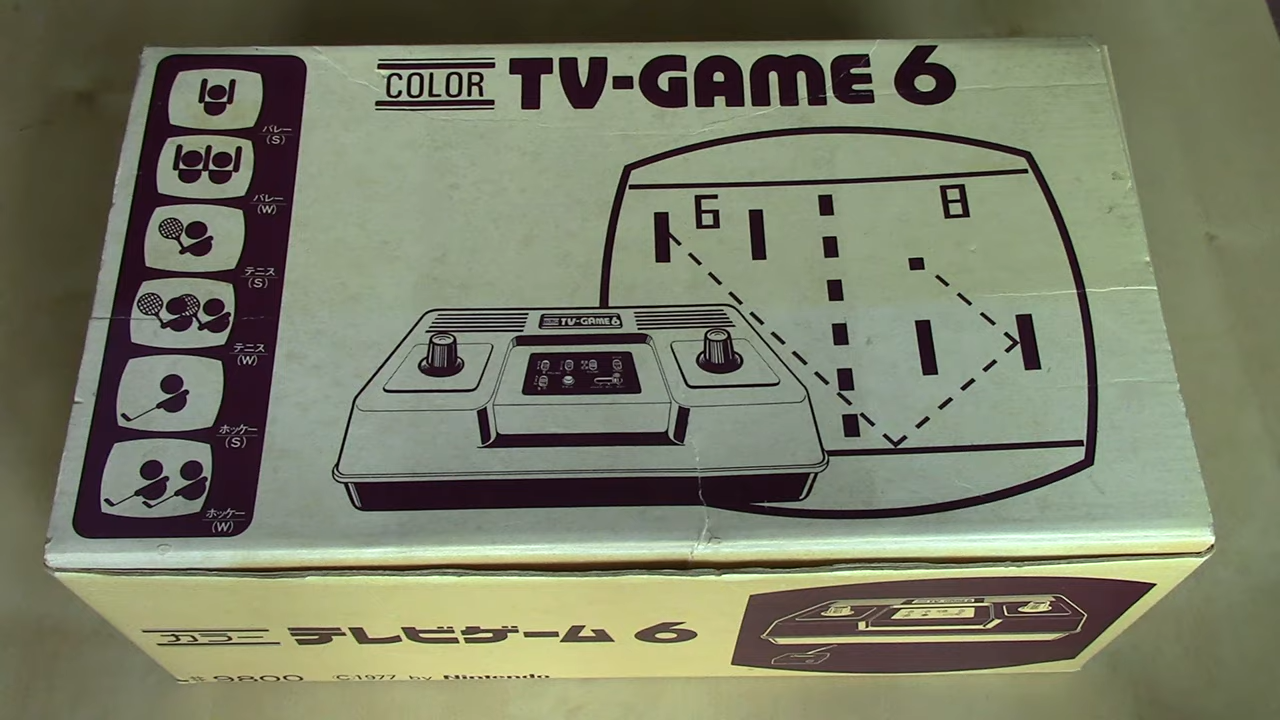 COLOR TV-GAME 6
バレー
(S)
バレー
(W)
テニス
(S)
テニス
(W)
ホッケー
(S)
ホッケー
(W)
6 8
TV-GAME 6
カラー テレビゲーム 6
¥9800 ©1977 by Nintendo